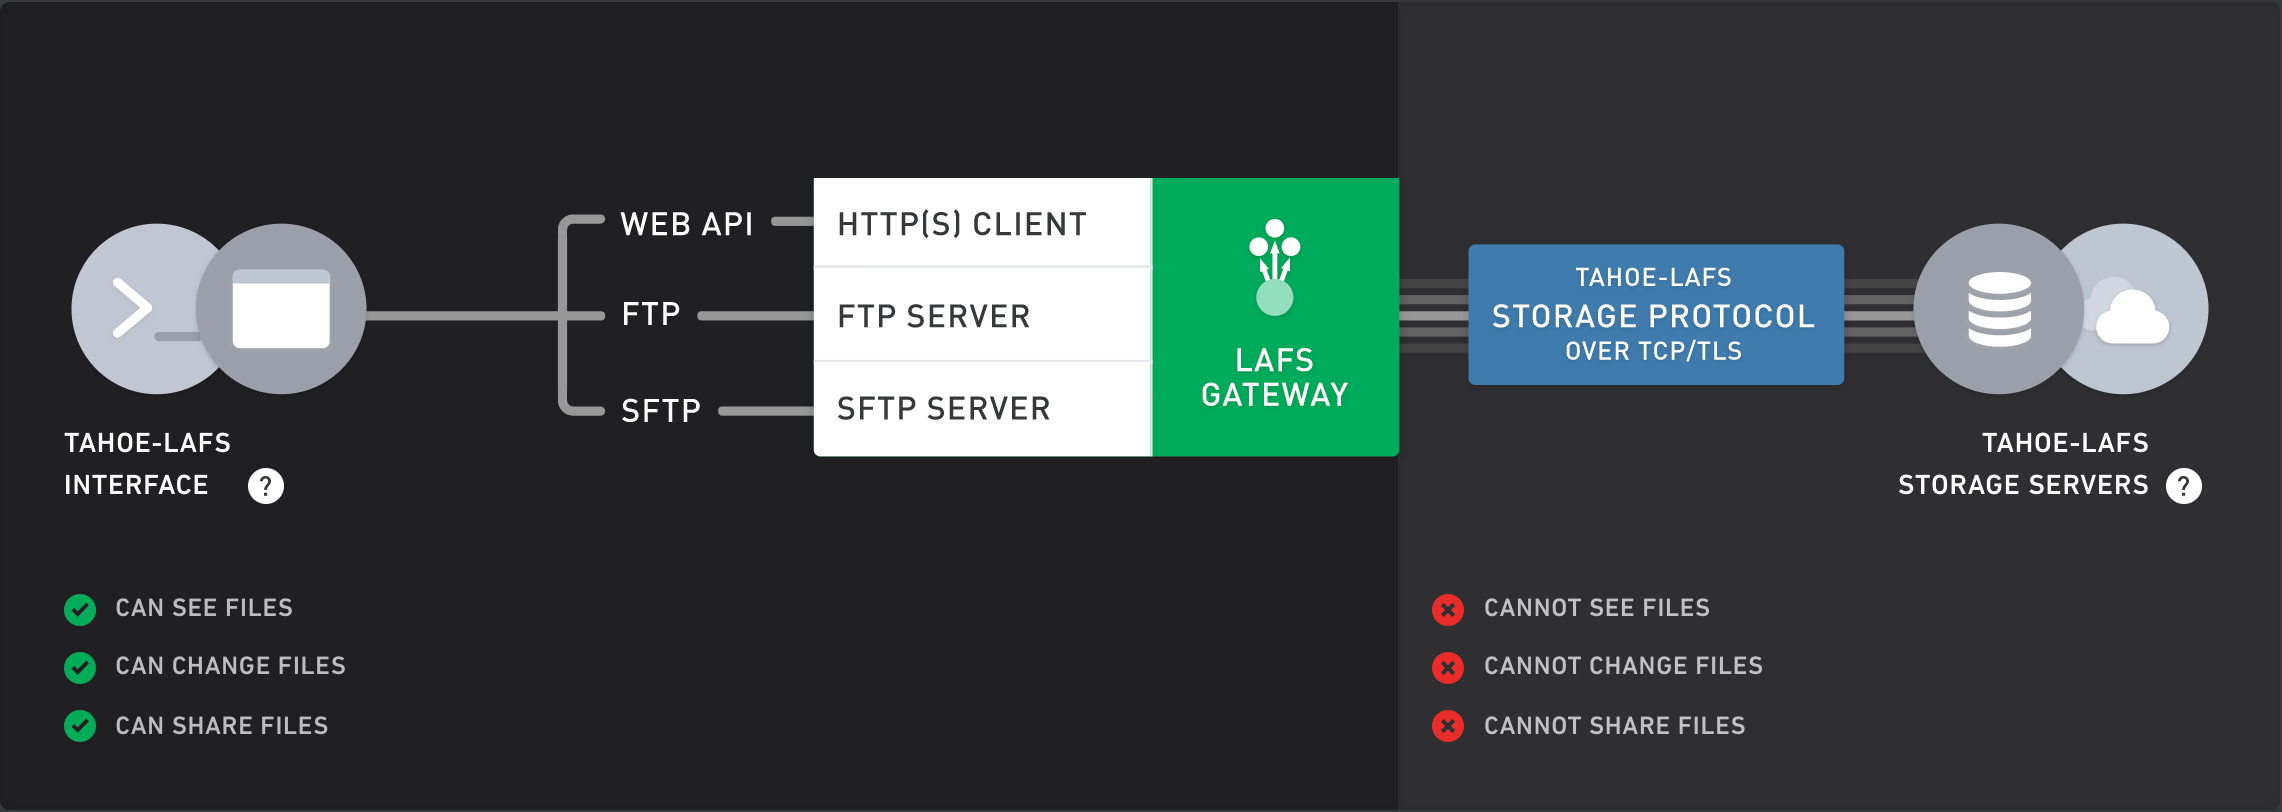 WEB API
HTTP(S) CLIENT
FTP
FTP SERVER
SFTP
SFTP SERVER
LAFS
GATEWAY
TAHOE-LAFS
STORAGE PROTOCOL
OVER TCP/TLS
TAHOE-LAFS
INTERFACE ?
TAHOE-LAFS
STORAGE SERVERS ?
CAN SEE FILES
CAN CHANGE FILES
CAN SHARE FILES
CANNOT SEE FILES
CANNOT CHANGE FILES
CANNOT SHARE FILES